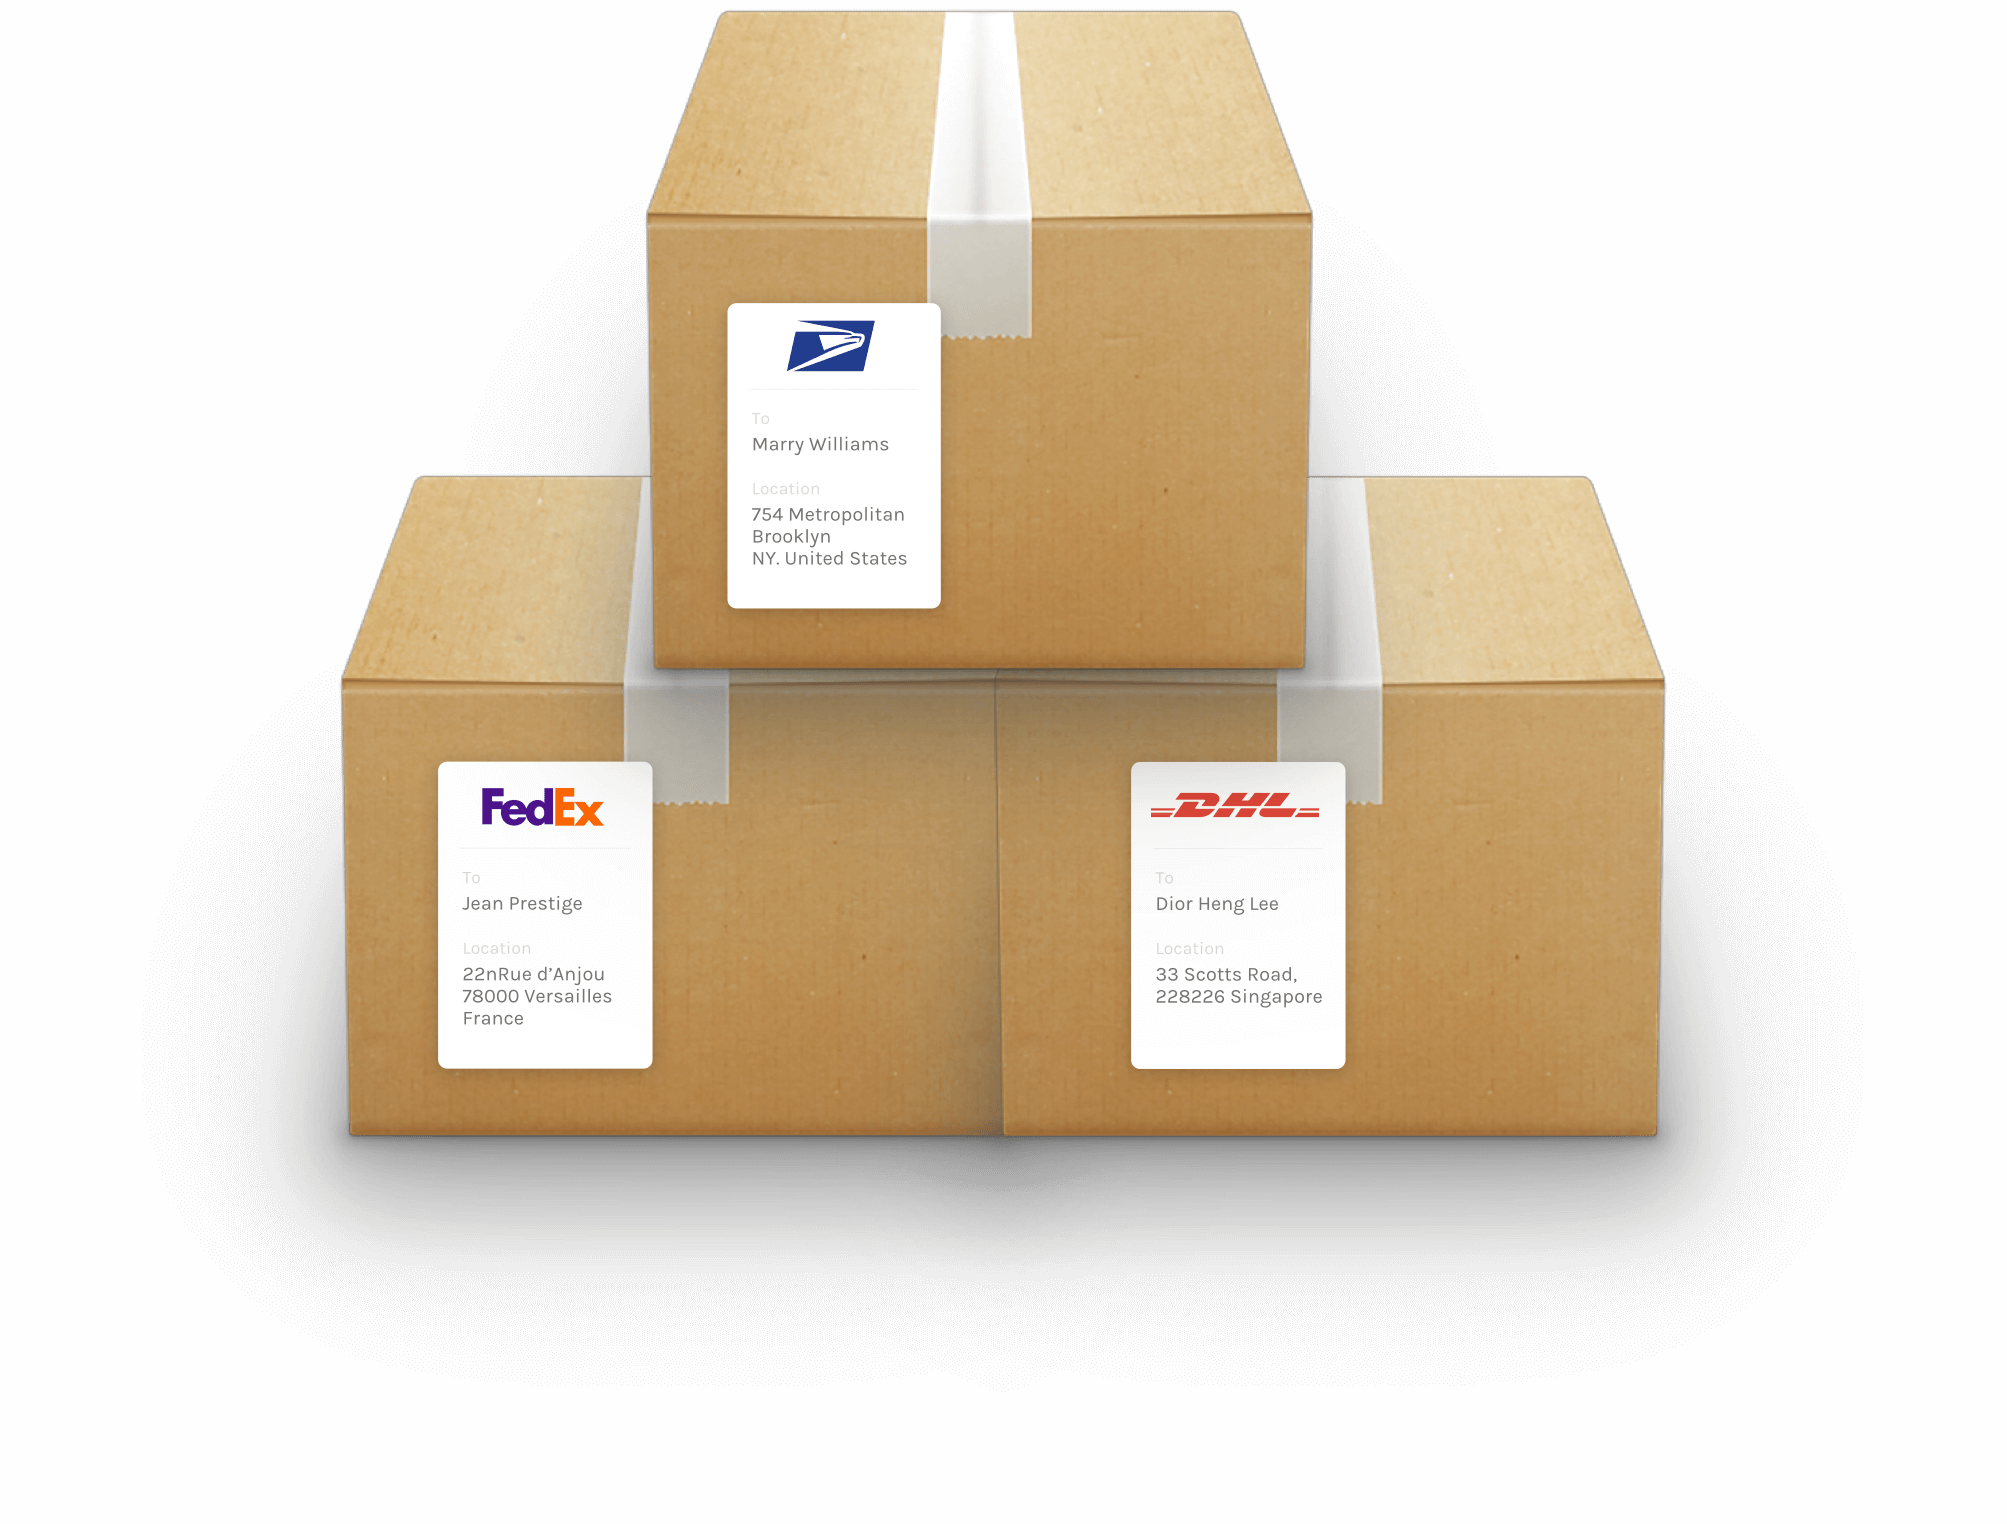 To
Marry Williams
Location
754 Metropolitan
Brooklyn
NY. United States
FedEx
To
Jean Prestige
Location
22nRue d’Anjou
78000 Versailles
France
DHL
To
Dior Heng Lee
Location
33 Scotts Road,
228226 Singapore